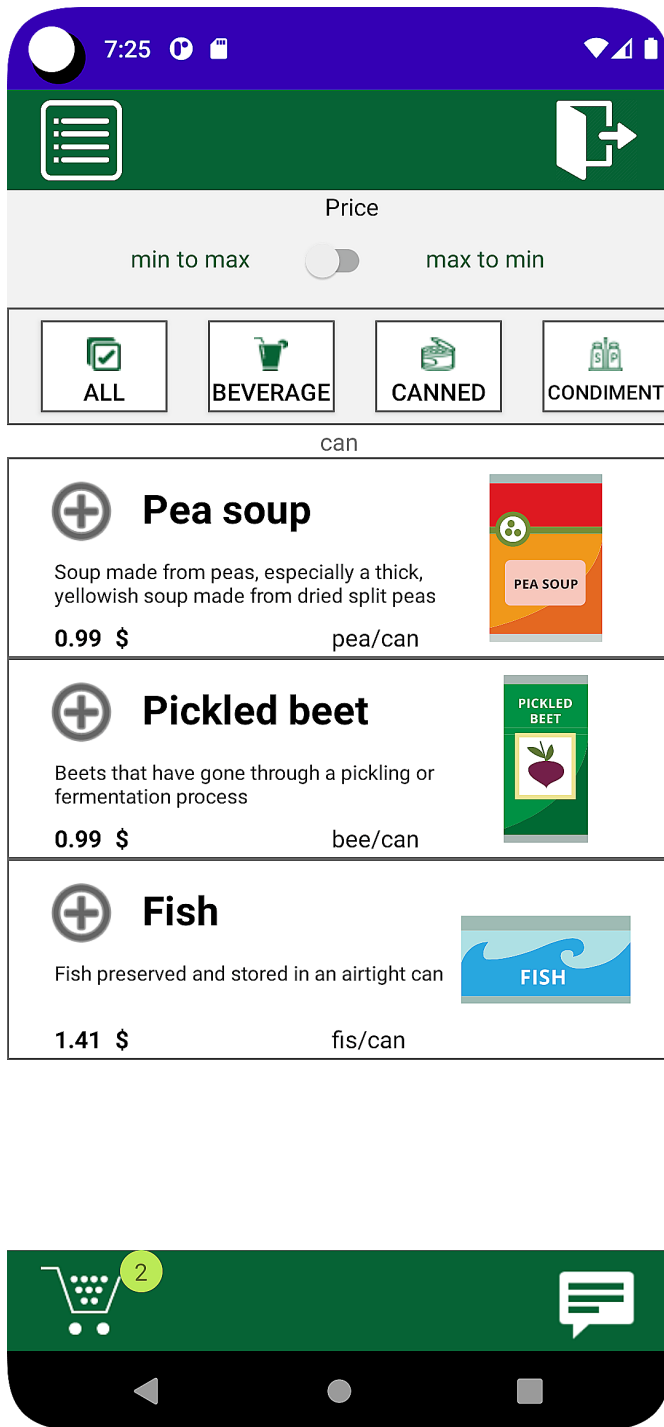 7:25
Price
min to max
max to min
ALL
BEVERAGE
CANNED
S P
CONDIMENT
can
Pea soup
Soup made from peas, especially a thick,
yellowish soup made from dried split peas
0.99 $
pea/can
PEA SOUP
Pickled beet
Beets that have gone through a pickling or
fermentation process
0.99 $
bee/can
PICKLED
BEET
Fish
Fish preserved and stored in an airtight can
1.41 $
fis/can
FISH
2